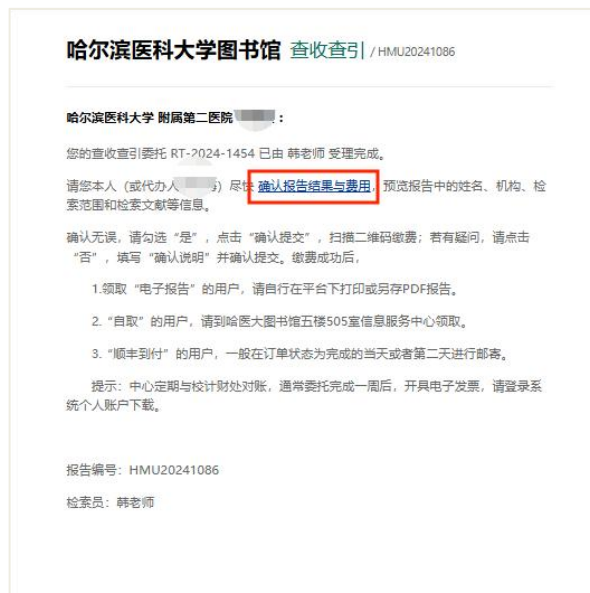 哈尔滨医科大学图书馆 查收查引 / HMU20241086
哈尔滨医科大学 附属第二医院 :
您的查收查引委托 RT-2024-1454 已由 韩老师 受理完成。
请您本人（或代办人 等）尽快 确认报告结果与费用，预览报告中的姓名、机构、检
索范围和检索文献等信息。
确认无误，请勾选“是”，点击“确认提交”，扫描二维码缴费；若有疑问，请点击
“否”，填写“确认说明”并确认提交。缴费成功后，
1.领取“电子报告”的用户，请自行在平台下打印或另存PDF报告。
2.“自取”的用户，请到哈医大图书馆五楼505室信息服务中心领取。
3.“顺丰到付”的用户，一般在订单状态为完成的当天或者第二天进行邮寄。
提示：中心定期与校计财处对账，通常委托完成一周后，开具电子发票，请登录系
统个人账户下载。
报告编号：HMU20241086
检索员：韩老师